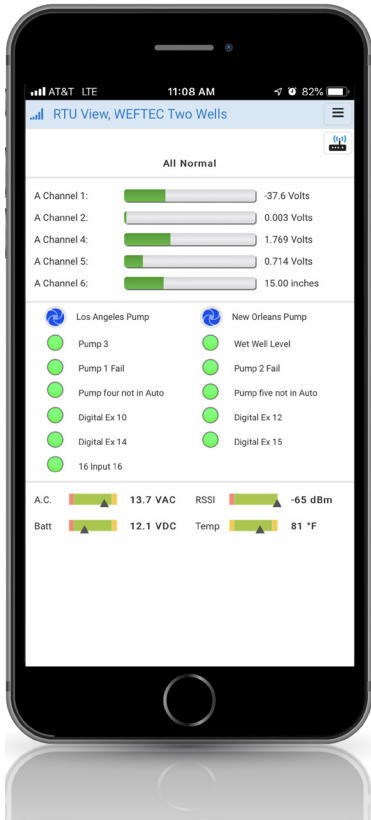 AT&T LTE 11:08 AM 82%
RTU View, WEFTEC Two Wells
All Normal
A Channel 1: -37.6 Volts
A Channel 2: 0.003 Volts
A Channel 4: 1.769 Volts
A Channel 5: 0.714 Volts
A Channel 6: 15.00 inches
Los Angeles Pump New Orleans Pump
Pump 3 Wet Well Level
Pump 1 Fail Pump 2 Fail
Pump four not in Auto Pump five not in Auto
Digital Ex 10 Digital Ex 12
Digital Ex 14 Digital Ex 15
16 Input 16
A.C. 13.7 VAC RSSI -65 dBm
Batt 12.1 VDC Temp 81 °F